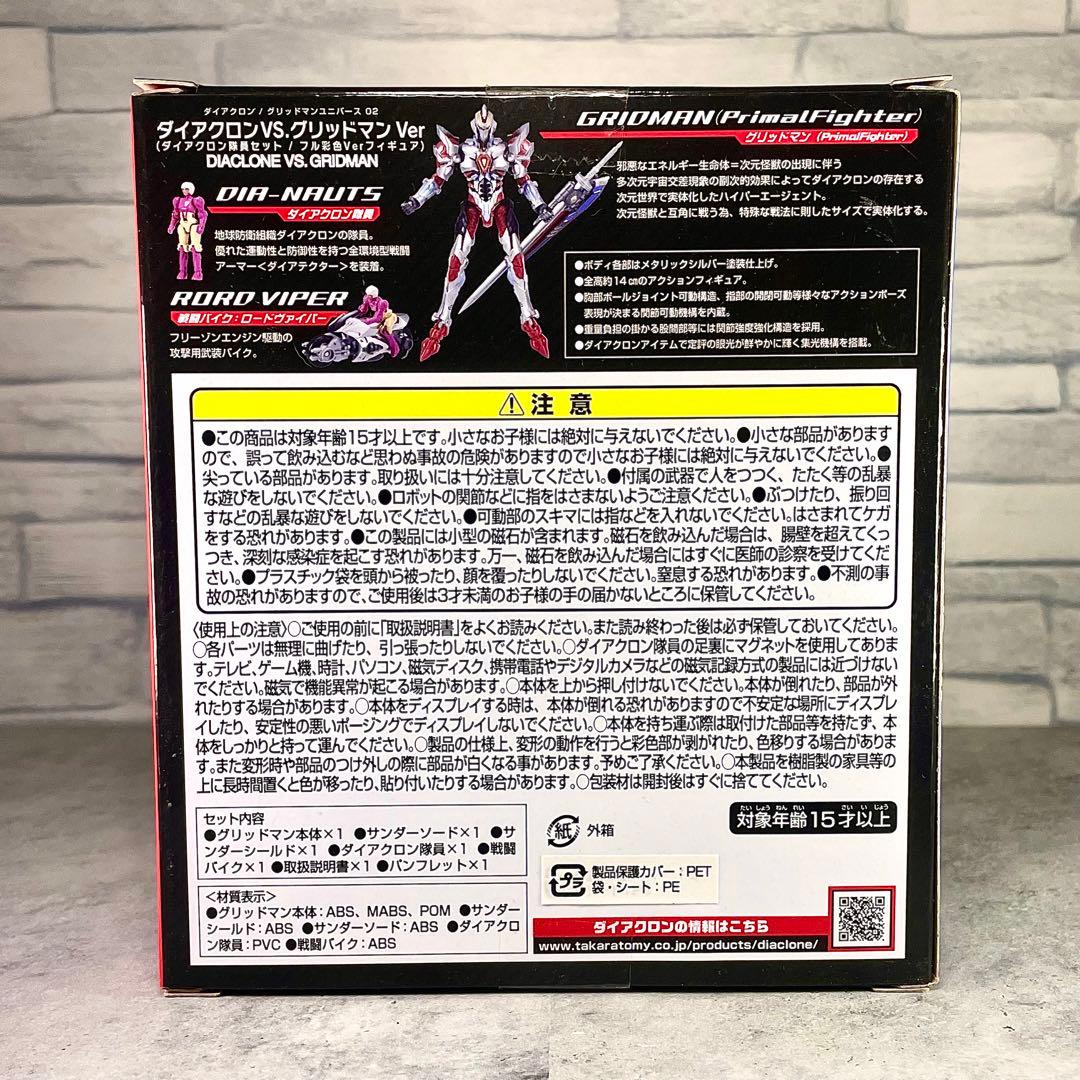 ダイアクロン / グリッドマンユニバース 02
ダイアクロンVS.グリッドマン Ver
(ダイアクロン隊員セット / フル彩色Verフィギュア)
DIACLONE VS. GRIDMAN
DIA-NAUTS
ダイアクロン隊員
地球防衛組織ダイアクロンの隊員。
優れた運動性と防御性を持つ全環境型戦闘
アーマー<ダイアテクター>を装着。
ROAD VIPER
戦闘バイク:ロードヴァイパー
フリーゾンエンジン駆動の
攻撃用武装バイク。
GRIDMAN(PrimalFighter)
グリッドマン (PrimalFighter)
邪悪なエネルギー生命体=次元怪獣の出現に伴う
多次元宇宙交差現象の副次的効果によってダイアクロンの存在する
次元世界で実体化したハイパーエージェント。
次元怪獣と互角に戦う為、特殊な戦法に則したサイズで実体化する。
●ボディ各部はメタリックシルバー塗装仕上げ。
●全高約14cmのアクションフィギュア。
●胸部ボールジョイント可動構造、指部の開閉可動等様々なアクションポーズ
表現が決まる関節可動機構を内蔵。
●重量負担の掛かる股間部等には関節強度強化構造を採用。
●ダイアクロンアイテムで定評の眼光が鮮やかに輝く集光機構を搭載。
⚠注 意
●この商品は対象年齢15才以上です。小さなお子様には絶対に与えないでください。●小さな部品があります
ので、誤って飲み込むなど思わぬ事故の危険がありますので小さなお子様には絶対に与えないでください。●
尖っている部品があります。取り扱いには十分注意してください。●付属の武器で人をつつく、たたく等の乱暴
な遊びをしないでください。●ロボットの関節などに指をはさまないようご注意ください。●ぶつけたり、振り回
すなどの乱暴な遊びをしないでください。●可動部のスキマには指などを入れないでください。はさまれてケガ
をする恐れがあります。●この製品には小型の磁石が含まれます。磁石を飲み込んだ場合は、腸壁を超えてくっ
つき、深刻な感染症を起こす恐れがあります。万一、磁石を飲み込んだ場合にはすぐに医師の診察を受けてくだ
さい。●プラスチック袋を頭から被ったり、顔を覆ったりしないでください。窒息する恐れがあります。●不測の事
故の恐れがありますので、ご使用後は3才未満のお子様の手の届かないところに保管してください。
〈使用上の注意〉○ご使用の前に「取扱説明書」をよくお読みください。また読み終わった後は必ず保管しておいてください。
○各パーツは無理に曲げたり、引っ張ったりしないでください。○ダイアクロン隊員の足裏にマグネットを使用してありま
す。テレビ、ゲーム機、時計、パソコン、磁気ディスク、携帯電話やデジタルカメラなどの磁気記録方式の製品には近づけない
でください。磁気で機能異常が起こる場合があります。○本体を上から押し付けないでください。本体が倒れたり、部品が外
れたりする場合があります。○本体をディスプレイする時は、本体が倒れる恐れがありますので不安定な場所にディスプレ
イしたり、安定性の悪いポージングでディスプレイしないでください。○本体を持ち運ぶ際は取付けた部品等を持たず、本
体をしっかりと持って運んでください。○製品の仕様上、変形の動作を行うと彩色部が剥がれたり、色移りする場合がありま
す。また変形時や部品のつけ外しの際に部品が白くなる事があります。予めご了承ください。○本製品を樹脂製の家具等の
上に長時間置くと色が移ったり、貼り付いたりする場合があります。○包装材は開封後はすぐに捨ててください。
セット内容
●グリッドマン本体×1 ●サンダーソード×1 ●サ
ンダーシールド×1 ●ダイアクロン隊員×1 ●戦闘
バイク×1 ●取扱説明書×1 ●パンフレット×1
<材質表示>
●グリッドマン本体:ABS、MABS、POM ●サンダー
シールド:ABS ●サンダーソード:ABS ●ダイアクロ
ン隊員:PVC ●戦闘バイク:ABS
紙 外箱
プラ 製品保護カバー:PET
袋・シート:PE
たいしょうねんれい さいいじょう
対象年齢15才以上
ダイアクロンの情報はこちら
www.takaratomy.co.jp/products/diaclone/